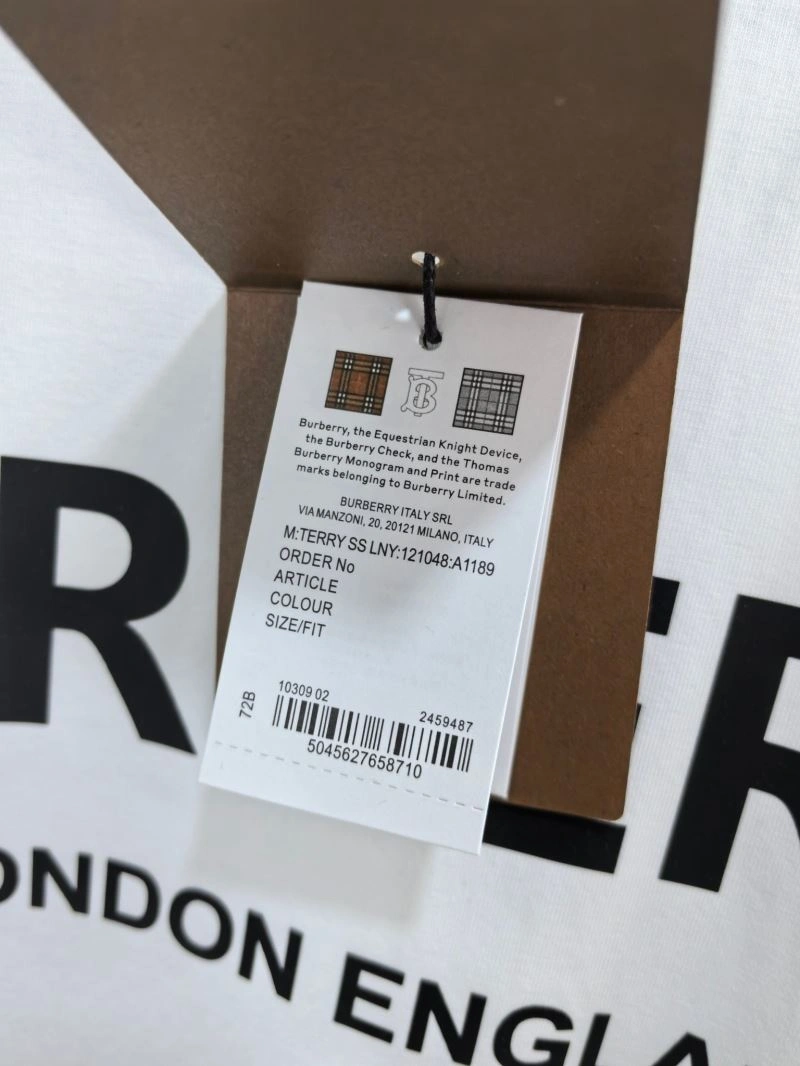 Burberry, the Equestrian Knight Device,
the Burberry Check, and the Thomas
Burberry Monogram and Print are trade
marks belonging to Burberry Limited.
BURBERRY ITALY SRL
VIA MANZONI, 20, 20121 MILANO, ITALY
M:TERRY SS LNY:121048:A1189
ORDER No
ARTICLE
COLOUR
SIZE/FIT
72B
10309 02
2459487
5045627658710
R ER
ONDON ENGLA